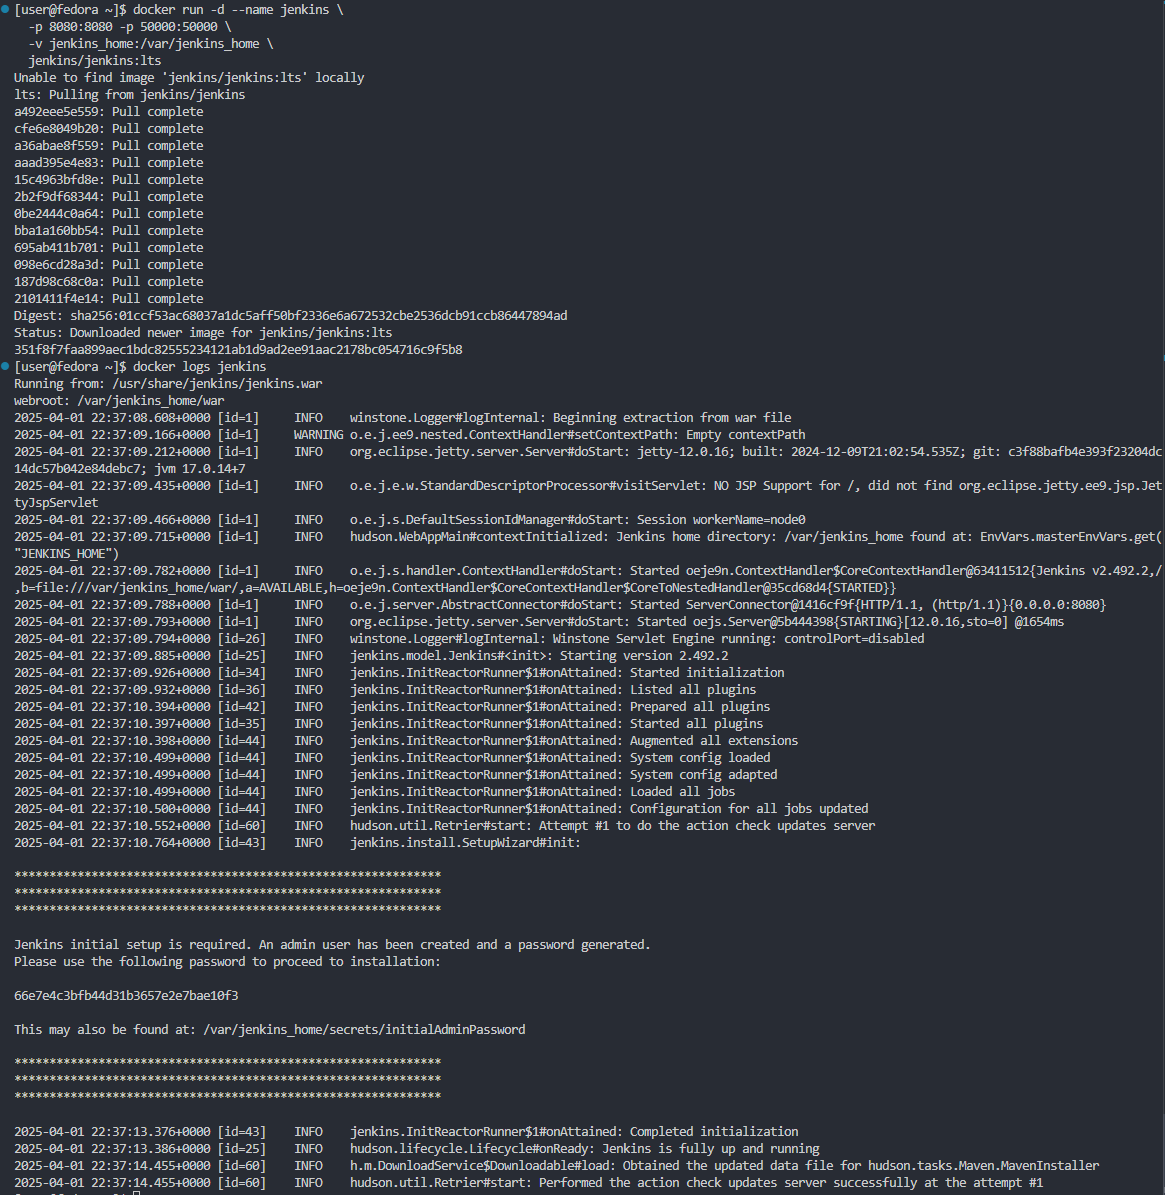 [user@fedora ~]$ docker run -d --name jenkins \
  -p 8080:8080 -p 50000:50000 \
  -v jenkins_home:/var/jenkins_home \
  jenkins/jenkins:lts
Unable to find image 'jenkins/jenkins:lts' locally
lts: Pulling from jenkins/jenkins
a492eee5e559: Pull complete
cfe6e8049b20: Pull complete
a36abae8f559: Pull complete
aaad395e4e83: Pull complete
15c4963bfd8e: Pull complete
2b2f9df68344: Pull complete
0be2444c0a64: Pull complete
bba1a160bb54: Pull complete
695ab411b701: Pull complete
098e6cd28a3d: Pull complete
187d98c68c0a: Pull complete
2101411f4e14: Pull complete
Digest: sha256:01ccf53ac68037a1dc5aff50bf2336e6a672532cbe2536dcb91ccb86447894ad
Status: Downloaded newer image for jenkins/jenkins:lts
351f8f7faa899aec1bdc82555234121ab1d9ad2ee91aac2178bc054716c9f5b8
[user@fedora ~]$ docker logs jenkins
Running from: /usr/share/jenkins/jenkins.war
webroot: /var/jenkins_home/war
2025-04-01 22:37:08.608+0000 [id=1]	INFO	winstone.Logger#logInternal: Beginning extraction from war file
2025-04-01 22:37:09.166+0000 [id=1]	WARNING	o.e.j.ee9.nested.ContextHandler#setContextPath: Empty contextPath
2025-04-01 22:37:09.212+0000 [id=1]	INFO	org.eclipse.jetty.server.Server#doStart: jetty-12.0.16; built: 2024-12-09T21:02:54.535Z; git: c3f88bafb4e393f23204dc
14dc57b042e84debc7; jvm 17.0.14+7
2025-04-01 22:37:09.435+0000 [id=1]	INFO	o.e.j.e.w.StandardDescriptorProcessor#visitServlet: NO JSP Support for /, did not find org.eclipse.jetty.ee9.jsp.Jet
tyJspServlet
2025-04-01 22:37:09.466+0000 [id=1]	INFO	o.e.j.s.DefaultSessionIdManager#doStart: Session workerName=node0
2025-04-01 22:37:09.715+0000 [id=1]	INFO	hudson.WebAppMain#contextInitialized: Jenkins home directory: /var/jenkins_home found at: EnvVars.masterEnvVars.get(
"JENKINS_HOME")
2025-04-01 22:37:09.782+0000 [id=1]	INFO	o.e.j.s.handler.ContextHandler#doStart: Started oeje9n.ContextHandler$CoreContextHandler@63411512{Jenkins v2.492.2,/
,b=file:///var/jenkins_home/war/,a=AVAILABLE,h=oeje9n.ContextHandler$CoreContextHandler$CoreToNestedHandler@35cd68d4{STARTED}}
2025-04-01 22:37:09.788+0000 [id=1]	INFO	o.e.j.server.AbstractConnector#doStart: Started ServerConnector@1416cf9f{HTTP/1.1, (http/1.1)}{0.0.0.0:8080}
2025-04-01 22:37:09.793+0000 [id=1]	INFO	org.eclipse.jetty.server.Server#doStart: Started oejs.Server@5b444398{STARTING}[12.0.16,sto=0] @1654ms
2025-04-01 22:37:09.794+0000 [id=26]	INFO	winstone.Logger#logInternal: Winstone Servlet Engine running: controlPort=disabled
2025-04-01 22:37:09.885+0000 [id=25]	INFO	jenkins.model.Jenkins#<init>: Starting version 2.492.2
2025-04-01 22:37:09.926+0000 [id=34]	INFO	jenkins.InitReactorRunner$1#onAttained: Started initialization
2025-04-01 22:37:09.932+0000 [id=36]	INFO	jenkins.InitReactorRunner$1#onAttained: Listed all plugins
2025-04-01 22:37:10.394+0000 [id=42]	INFO	jenkins.InitReactorRunner$1#onAttained: Prepared all plugins
2025-04-01 22:37:10.397+0000 [id=35]	INFO	jenkins.InitReactorRunner$1#onAttained: Started all plugins
2025-04-01 22:37:10.398+0000 [id=44]	INFO	jenkins.InitReactorRunner$1#onAttained: Augmented all extensions
2025-04-01 22:37:10.499+0000 [id=44]	INFO	jenkins.InitReactorRunner$1#onAttained: System config loaded
2025-04-01 22:37:10.499+0000 [id=44]	INFO	jenkins.InitReactorRunner$1#onAttained: System config adapted
2025-04-01 22:37:10.499+0000 [id=44]	INFO	jenkins.InitReactorRunner$1#onAttained: Loaded all jobs
2025-04-01 22:37:10.500+0000 [id=44]	INFO	jenkins.InitReactorRunner$1#onAttained: Configuration for all jobs updated
2025-04-01 22:37:10.552+0000 [id=60]	INFO	hudson.util.Retrier#start: Attempt #1 to do the action check updates server
2025-04-01 22:37:10.764+0000 [id=43]	INFO	jenkins.install.SetupWizard#init:
*************************************************************
*************************************************************
*************************************************************
Jenkins initial setup is required. An admin user has been created and a password generated.
Please use the following password to proceed to installation:
66e7e4c3bfb44d31b3657e2e7bae10f3
This may also be found at: /var/jenkins_home/secrets/initialAdminPassword
*************************************************************
*************************************************************
*************************************************************
2025-04-01 22:37:13.376+0000 [id=43]	INFO	jenkins.InitReactorRunner$1#onAttained: Completed initialization
2025-04-01 22:37:13.386+0000 [id=25]	INFO	hudson.lifecycle.Lifecycle#onReady: Jenkins is fully up and running
2025-04-01 22:37:14.455+0000 [id=60]	INFO	h.m.DownloadService$Downloadable#load: Obtained the updated data file for hudson.tasks.Maven.MavenInstaller
2025-04-01 22:37:14.455+0000 [id=60]	INFO	hudson.util.Retrier#start: Performed the action check updates server successfully at the attempt #1